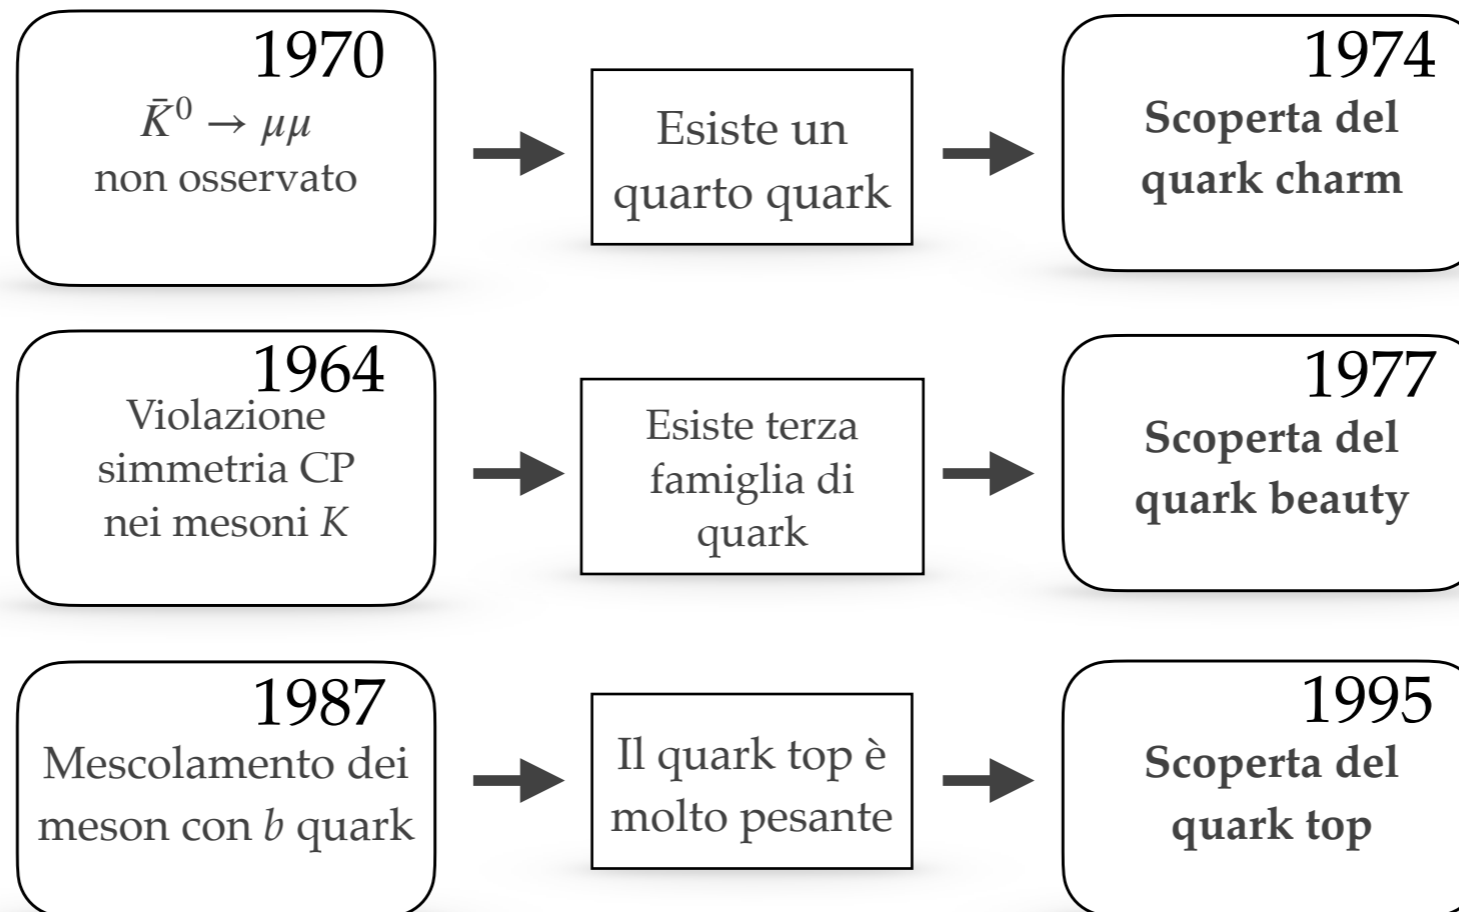 1970
K̄⁰ → μμ
non osservato
Esiste un
quarto quark
1974
Scoperta del
quark charm
1964
Violazione
simmetria CP
nei mesoni K
Esiste terza
famiglia di
quark
1977
Scoperta del
quark beauty
1987
Mescolamento dei
meson con b quark
Il quark top è
molto pesante
1995
Scoperta del
quark top